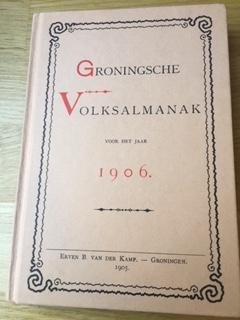 GRONINGSCHE
VOLKSALMANAK
VOOR HET JAAR
1906.
ERVEN B. VAN DER KAMP. — GRONINGEN.
1905.